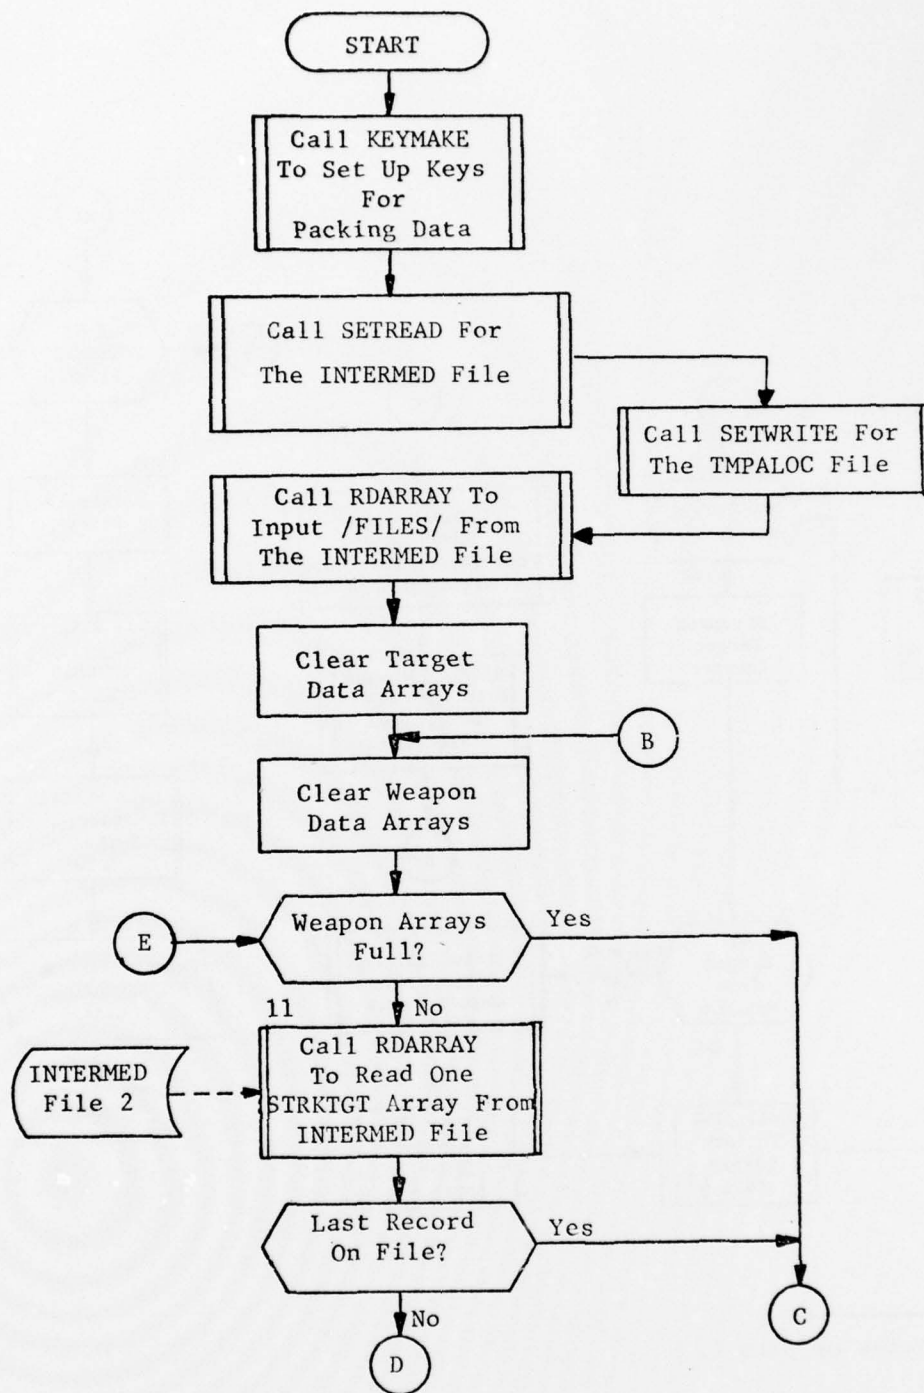 START
Call KEYMAKE
To Set Up Keys
For
Packing Data
Call SETREAD For
The INTERMED File
Call SETWRITE For
The TMPALOC File
Call RDARRAY To
Input /FILES/ From
The INTERMED File
Clear Target
Data Arrays
B
Clear Weapon
Data Arrays
E
Weapon Arrays
Full?
Yes
No
11
Call RDARRAY
To Read One
STRKTGT Array From
INTERMED File
INTERMED
File 2
Last Record
On File?
Yes
No
C
D